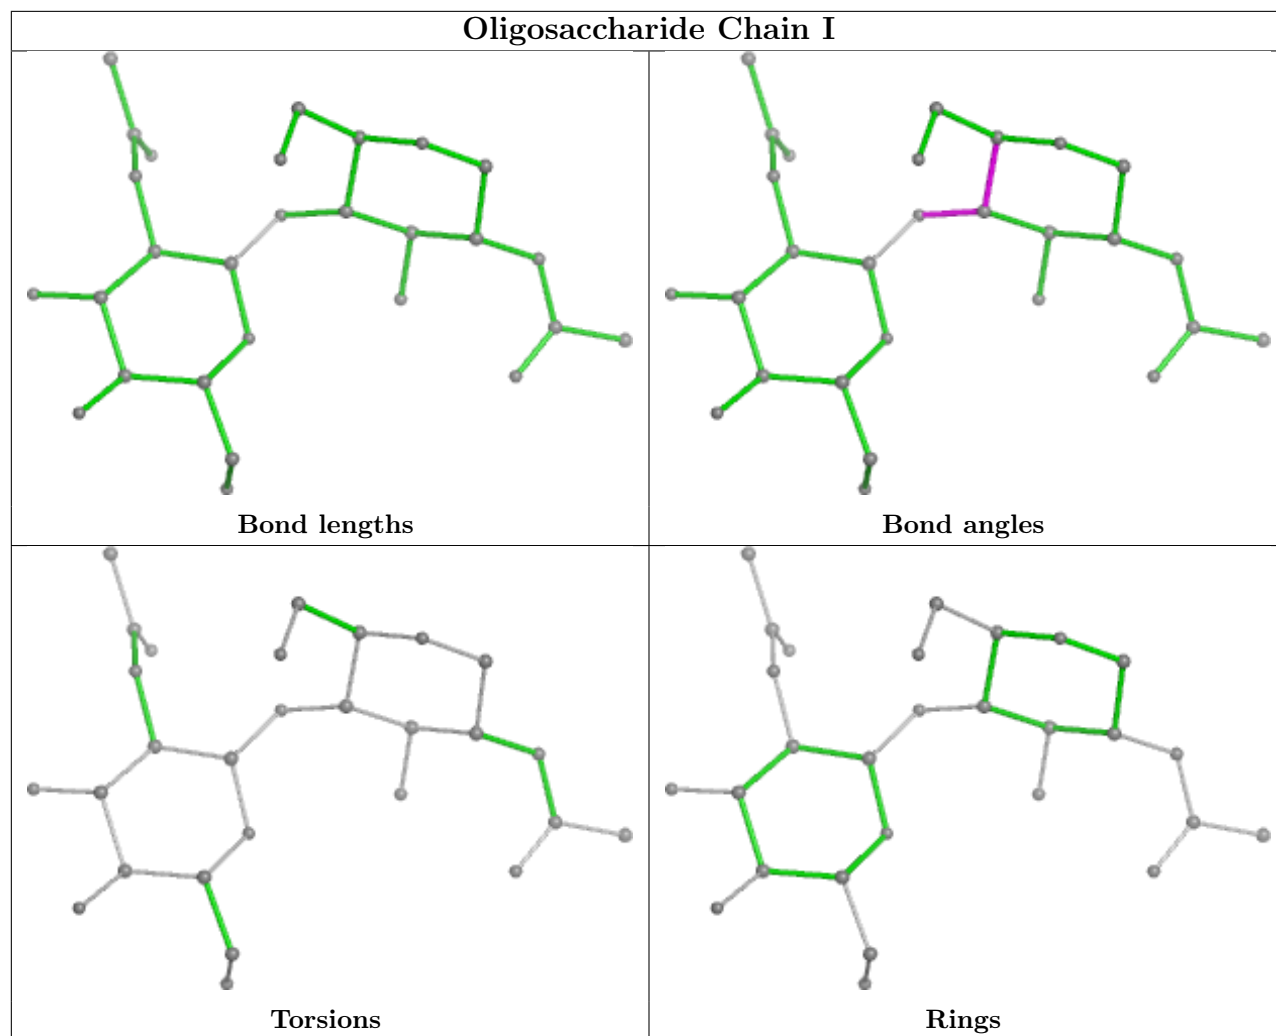 Oligosaccharide Chain I
Bond lengths
Bond angles
Torsions
Rings